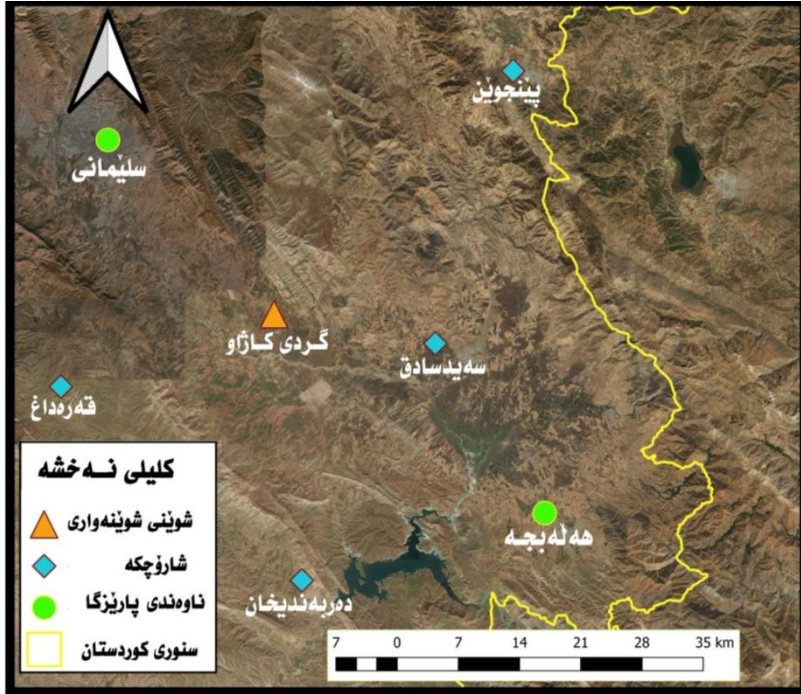 پێنجوێن
سلێمانی
گردی کاژاو
سەیدسادق
قەرەداغ
هەڵەبجە
دەربەندیخان
کلیلی نەخشە
شوێنی شوێنەواری
شارۆچکە
ناوەندی پارێزگا
سنوری کوردستان
7 0 7 14 21 28 35 km